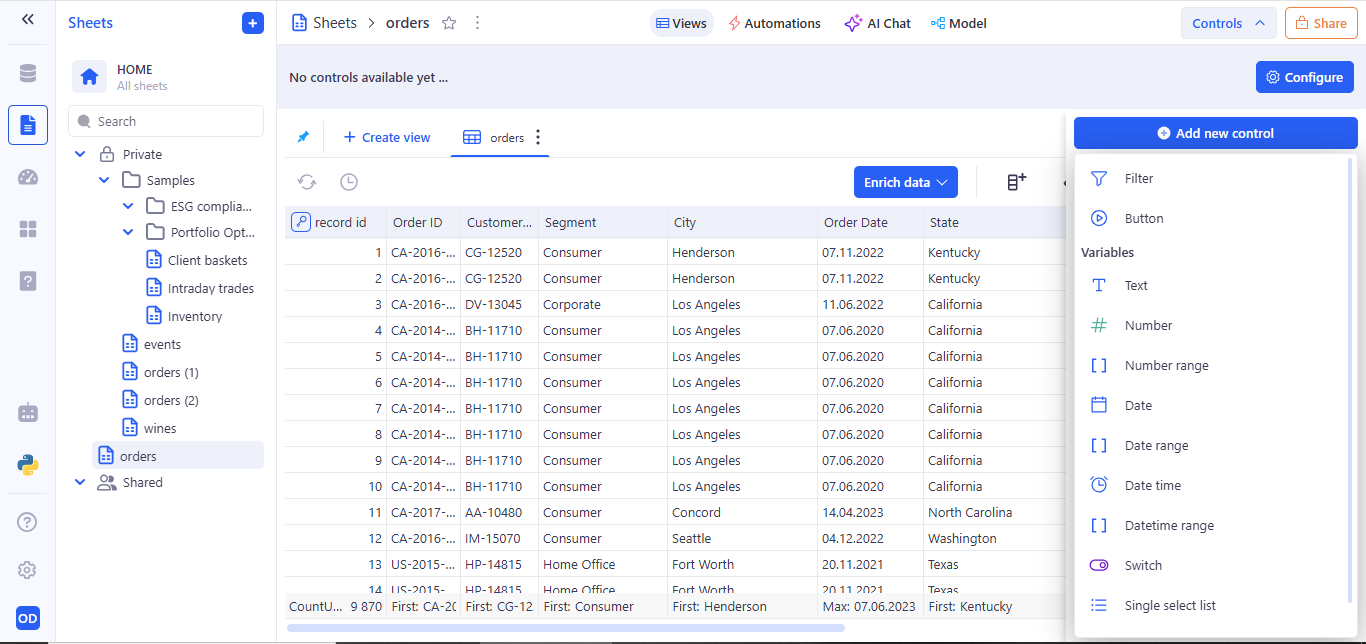 Sheets
Sheets
orders
Views
Automations
AI Chat
Model
Controls
Share
HOME
All sheets
Search
Private
Samples
ESG complia...
Portfolio Opt...
Client baskets
Intraday trades
Inventory
events
orders (1)
orders (2)
wines
orders
Shared
OD
No controls available yet ...
Configure
Create view
orders
Enrich data
record id Order ID Customer... Segment City Order Date State
1 CA-2016-... CG-12520 Consumer Henderson 07.11.2022 Kentucky
2 CA-2016-... CG-12520 Consumer Henderson 07.11.2022 Kentucky
3 CA-2016-... DV-13045 Corporate Los Angeles 11.06.2022 California
4 CA-2014-... BH-11710 Consumer Los Angeles 07.06.2020 California
5 CA-2014-... BH-11710 Consumer Los Angeles 07.06.2020 California
6 CA-2014-... BH-11710 Consumer Los Angeles 07.06.2020 California
7 CA-2014-... BH-11710 Consumer Los Angeles 07.06.2020 California
8 CA-2014-... BH-11710 Consumer Los Angeles 07.06.2020 California
9 CA-2014-... BH-11710 Consumer Los Angeles 07.06.2020 California
10 CA-2014-... BH-11710 Consumer Los Angeles 07.06.2020 California
11 CA-2017-... AA-10480 Consumer Concord 14.04.2023 North Carolina
12 CA-2016-... IM-15070 Consumer Seattle 04.12.2022 Washington
13 US-2015-... HP-14815 Home Office Fort Worth 20.11.2021 Texas
14 US-2015-... HP-14815 Home Office Fort Worth 20.11.2021 Texas
CountU... 9 870 First: CA-20 First: CG-12 First: Consumer First: Henderson Max: 07.06.2023 First: Kentucky
Add new control
Filter
Button
Variables
Text
Number
Number range
Date
Date range
Date time
Datetime range
Switch
Single select list